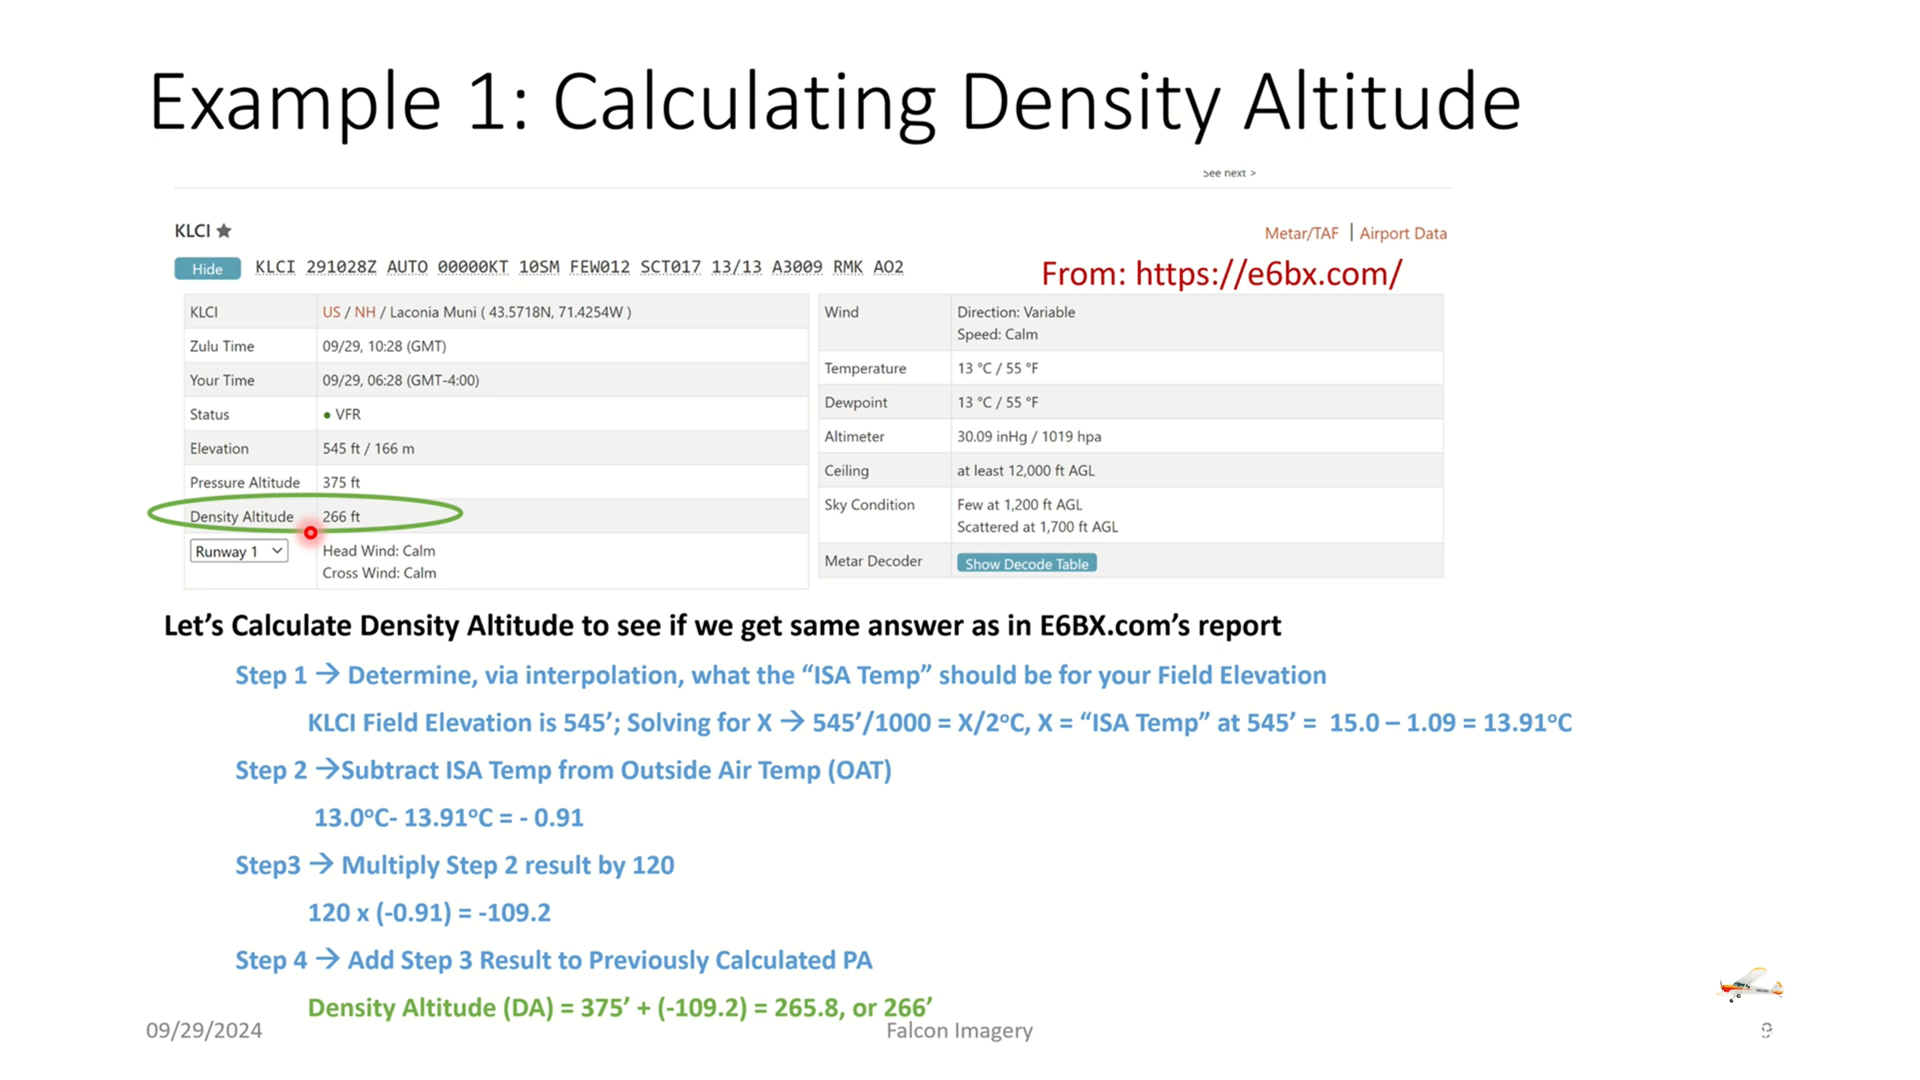 Example 1: Calculating Density Altitude
See next >
KLCI
Metar/TAF | Airport Data
Hide KLCI 291028Z AUTO 00000KT 10SM FEW012 SCT017 13/13 A3009 RMK AO2
From: https://e6bx.com/
KLCI US / NH / Laconia Muni ( 43.5718N, 71.4254W )
Zulu Time 09/29, 10:28 (GMT)
Your Time 09/29, 06:28 (GMT-4:00)
Status • VFR
Elevation 545 ft / 166 m
Pressure Altitude 375 ft
Density Altitude 266 ft
Runway 1 Head Wind: Calm
Cross Wind: Calm
Wind Direction: Variable
Speed: Calm
Temperature 13 °C / 55 °F
Dewpoint 13 °C / 55 °F
Altimeter 30.09 inHg / 1019 hpa
Ceiling at least 12,000 ft AGL
Sky Condition Few at 1,200 ft AGL
Scattered at 1,700 ft AGL
Metar Decoder Show Decode Table
Let’s Calculate Density Altitude to see if we get same answer as in E6BX.com’s report
Step 1 → Determine, via interpolation, what the “ISA Temp” should be for your Field Elevation
KLCI Field Elevation is 545’; Solving for X → 545’/1000 = X/2ºC, X = “ISA Temp” at 545’ = 15.0 – 1.09 = 13.91ºC
Step 2 →Subtract ISA Temp from Outside Air Temp (OAT)
13.0ºC- 13.91ºC = - 0.91
Step3 → Multiply Step 2 result by 120
120 x (-0.91) = -109.2
Step 4 → Add Step 3 Result to Previously Calculated PA
Density Altitude (DA) = 375’ + (-109.2) = 265.8, or 266’
09/29/2024
Falcon Imagery
9